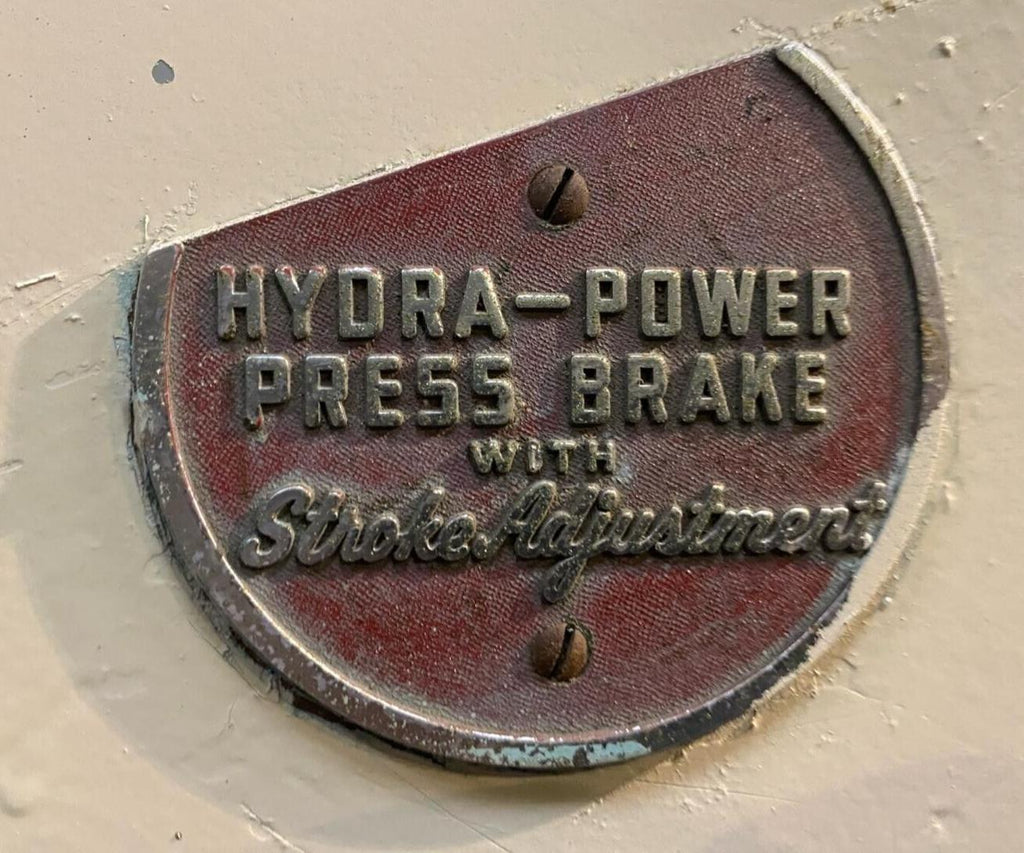 HYDRA-POWER
PRESS BRAKE
WITH
Stroke Adjustment